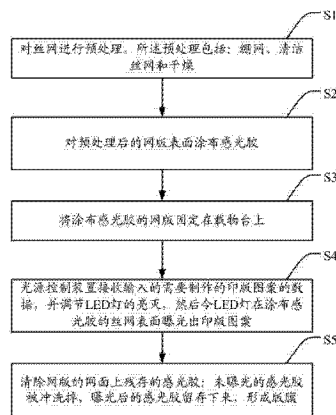 S1
对丝网进行预处理。所述预处理包括：绷网、清洁
丝网和干燥
S2
对预处理后的网版表面涂布感光胶
S3
将涂布感光胶的网版固定在载物台上
S4
光源控制装置接收输入的需要制作的印版图案的数
据，并调节LED灯的亮灭，然后令LED灯在涂布感
光胶的丝网表面曝光出印版图案
S5
清除网版的网面上残存的感光胶；未曝光的感光胶
被冲洗掉、曝光后的感光胶留存下来，形成版膜